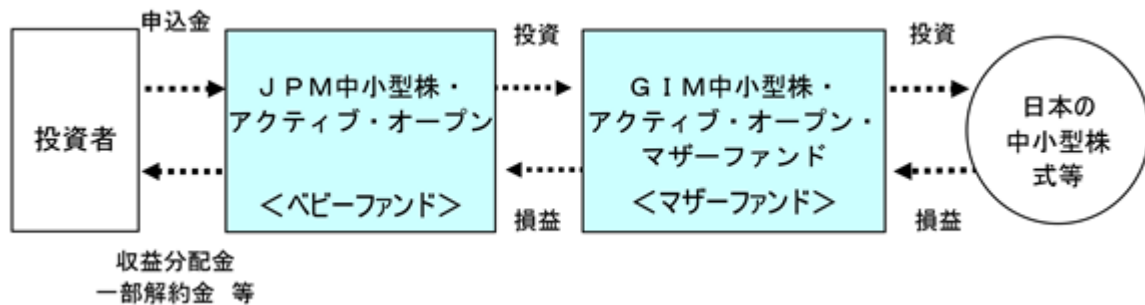 申込金
投資者
収益分配金
一部解約金 等
ＪＰＭ中小型株・
アクティブ・オープン
＜ベビーファンド＞
投資
損益
ＧＩＭ中小型株・
アクティブ・オープン・
マザーファンド
＜マザーファンド＞
投資
損益
日本の
中小型株
式等